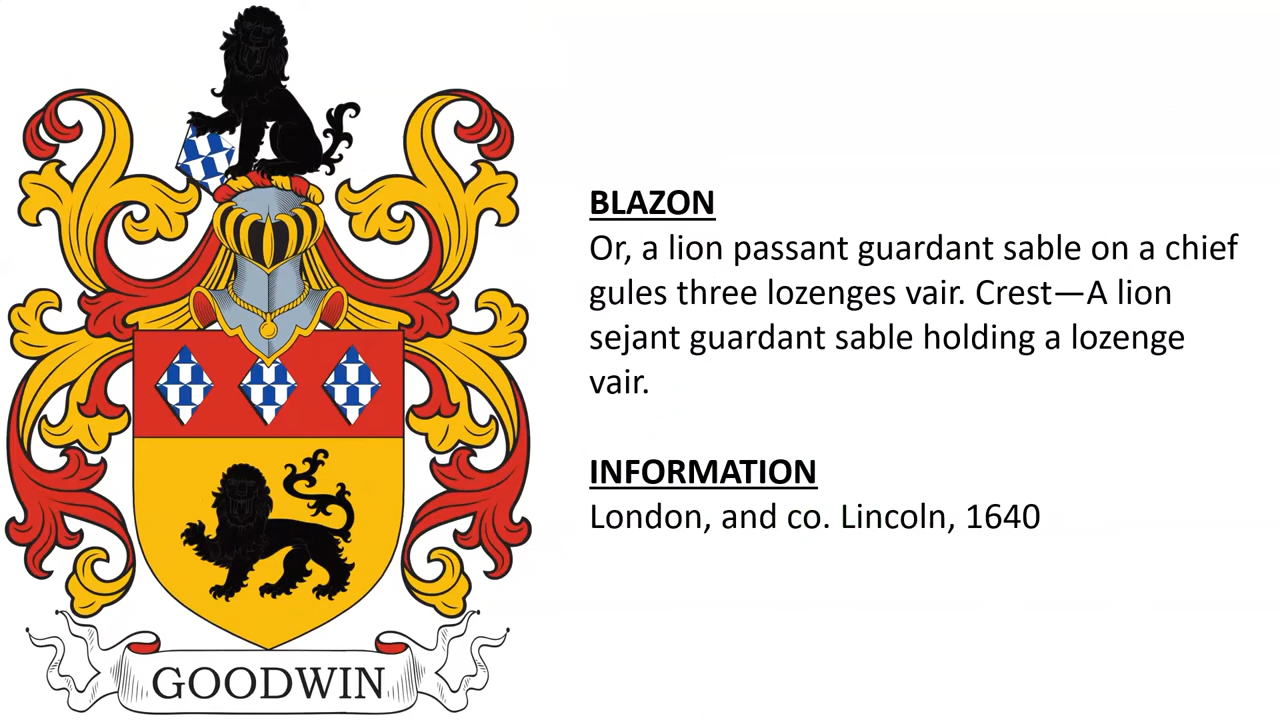 BLAZON
Or, a lion passant guardant sable on a chief
gules three lozenges vair. Crest—A lion
sejant guardant sable holding a lozenge
vair.
INFORMATION
London, and co. Lincoln, 1640
GOODWIN